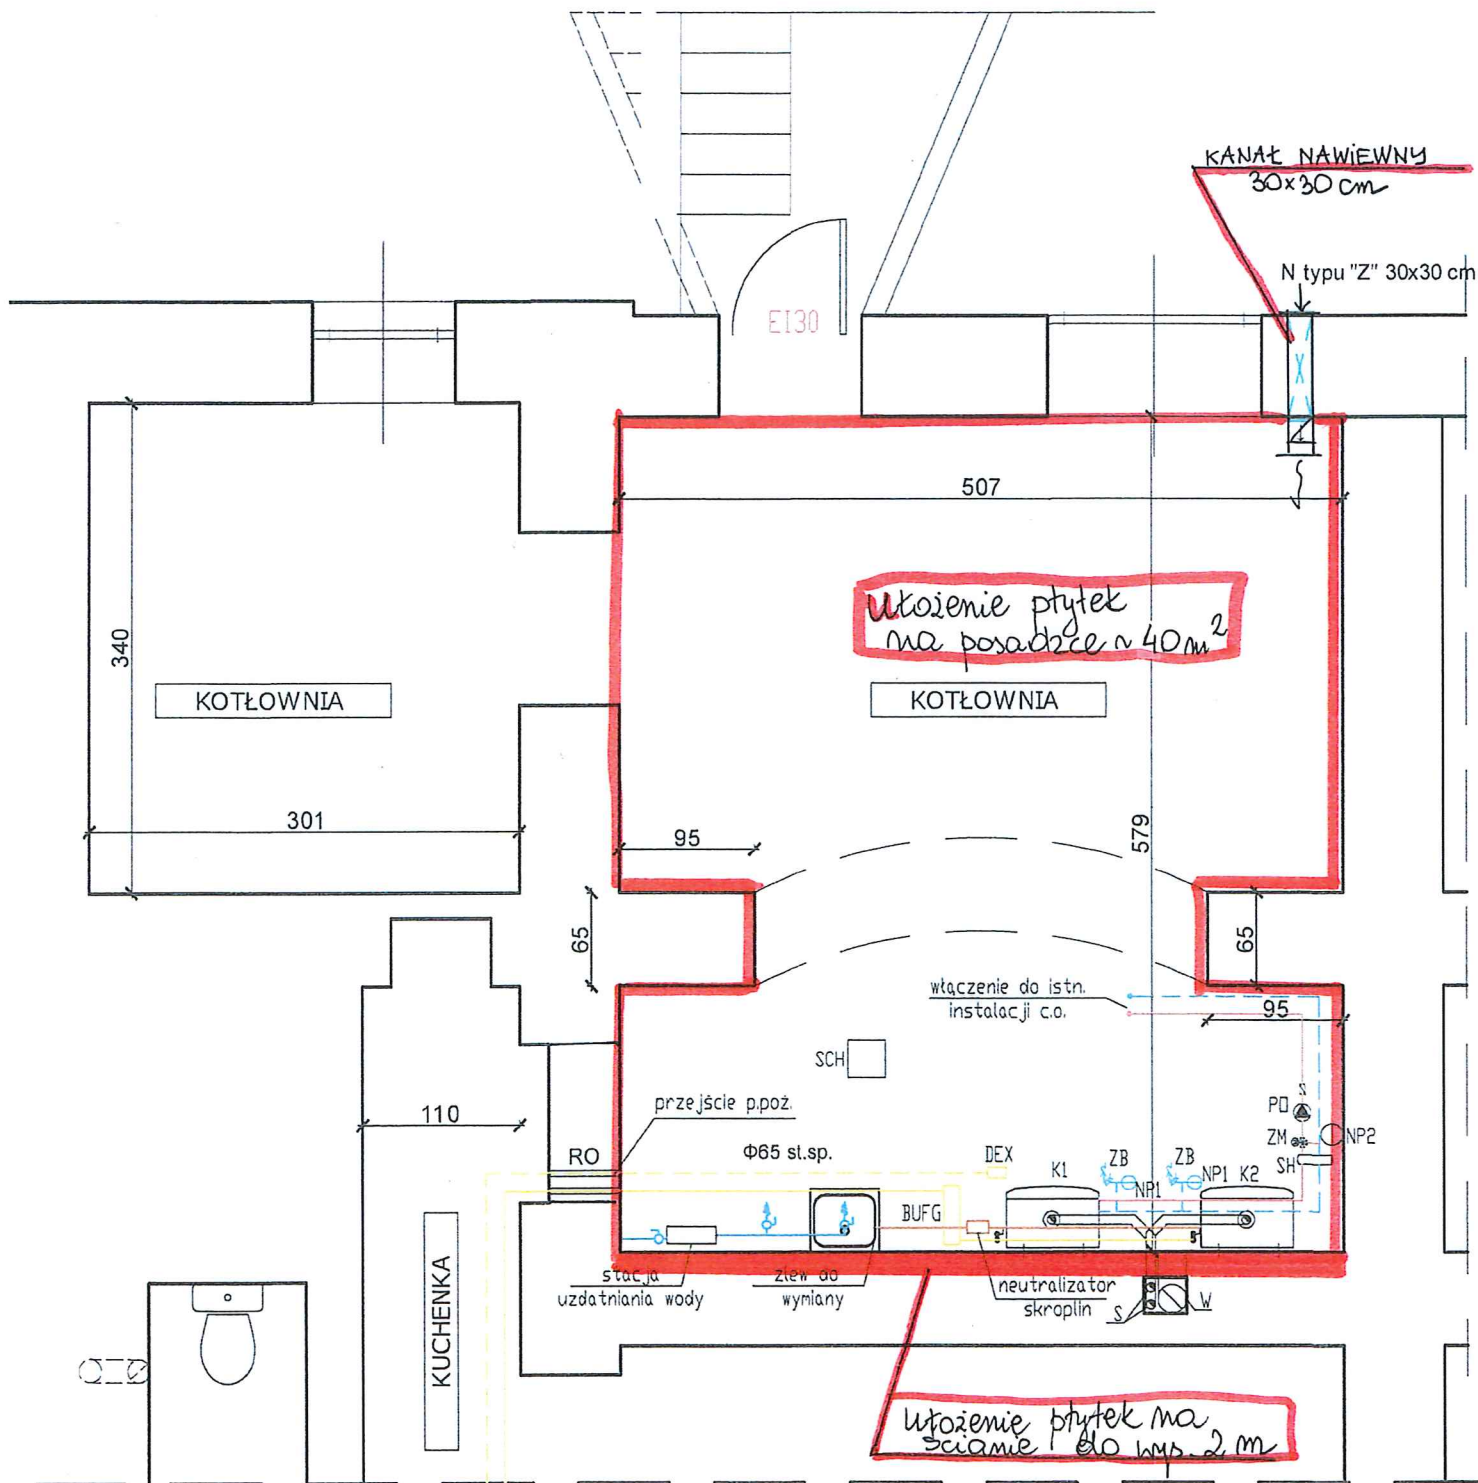 KANAŁ NAWIEWNY
30x30 cm
N typu "Z" 30x30 cm
EI30
507
Ułożenie płytek
na posadzce ~ 40 m²
340
KOTŁOWNIA
KOTŁOWNIA
301
95
579
65
65
włączenie do istn.
instalacji c.o.
95
SCH
110
przejście p.poż.
PO
ZM
NP2
SH
RO
Φ65 st.sp.
DEX
K1
ZB
NP1
ZB
NP1
K2
BUFG
stacja
uzdatniania wody
zlew do
wymiany
neutralizator
skroplin
S
W
KUCHENKA
Ułożenie płytek na
ścianie do wys. 2 m